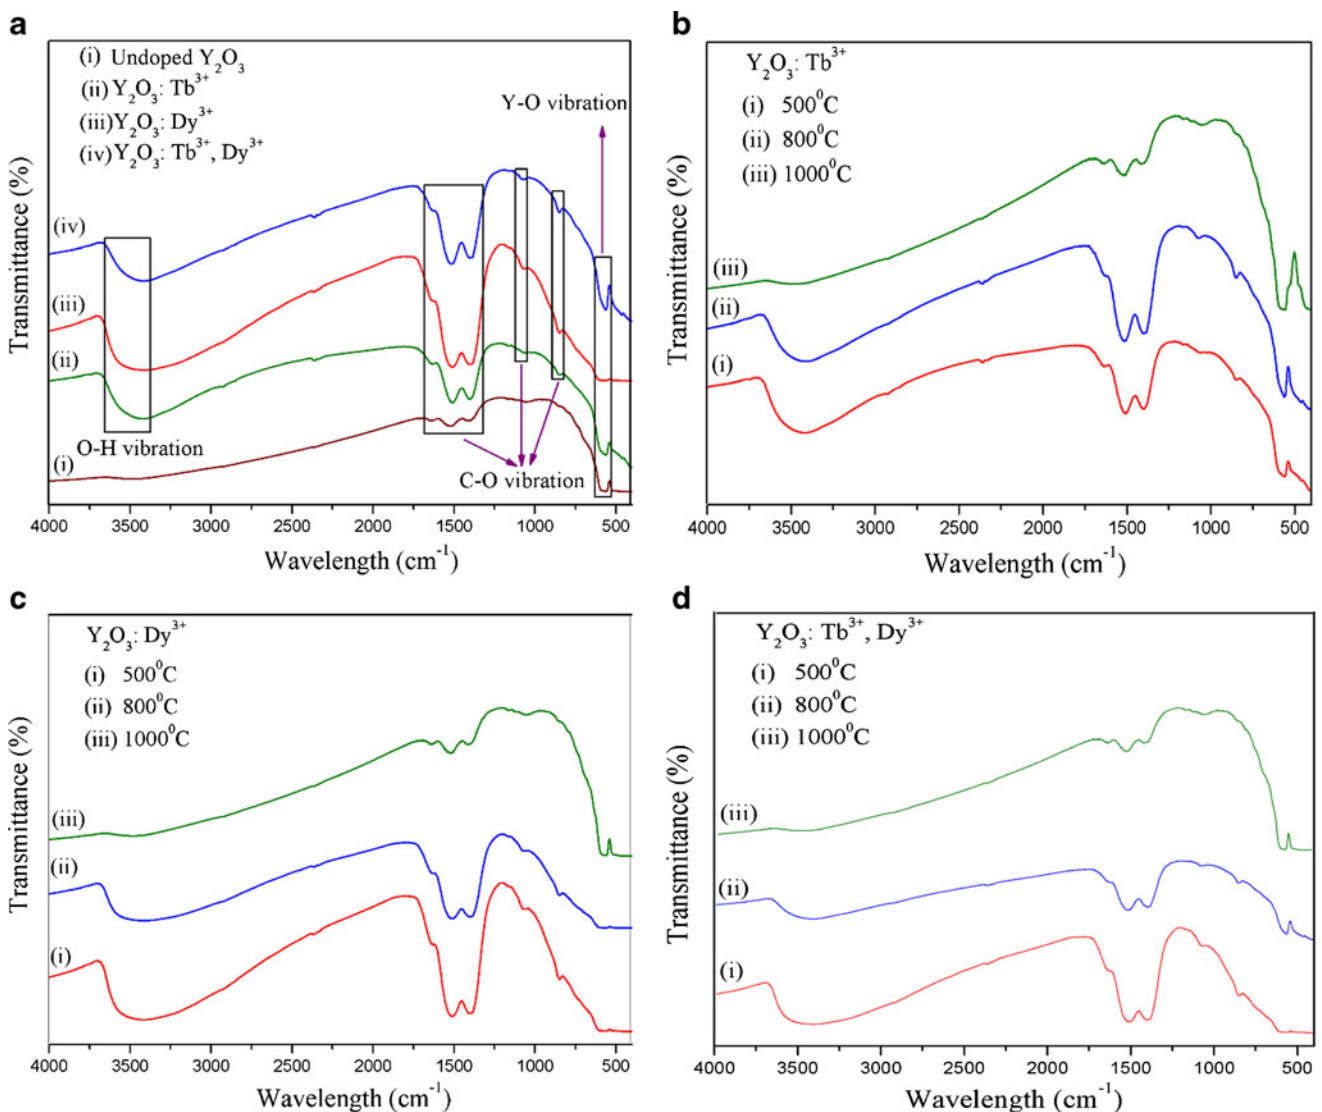 a
(i) Undoped Y₂O₃
(ii) Y₂O₃: Tb³⁺
(iii) Y₂O₃: Dy³⁺
(iv) Y₂O₃: Tb³⁺, Dy³⁺
Y-O vibration
(iv)
(iii)
(ii)
(i)
O-H vibration
C-O vibration
Transmittance (%)
4000 3500 3000 2500 2000 1500 1000 500
Wavelength (cm⁻¹)
b
Y₂O₃: Tb³⁺
(i) 500⁰C
(ii) 800⁰C
(iii) 1000⁰C
(iii)
(ii)
(i)
Transmittance (%)
4000 3500 3000 2500 2000 1500 1000 500
Wavelength (cm⁻¹)
c
Y₂O₃: Dy³⁺
(i) 500⁰C
(ii) 800⁰C
(iii) 1000⁰C
(iii)
(ii)
(i)
Transmittance (%)
4000 3500 3000 2500 2000 1500 1000 500
Wavelength (cm⁻¹)
d
Y₂O₃: Tb³⁺, Dy³⁺
(i) 500⁰C
(ii) 800⁰C
(iii) 1000⁰C
(iii)
(ii)
(i)
Transmittance (%)
4000 3500 3000 2500 2000 1500 1000 500
Wavelength (cm⁻¹)